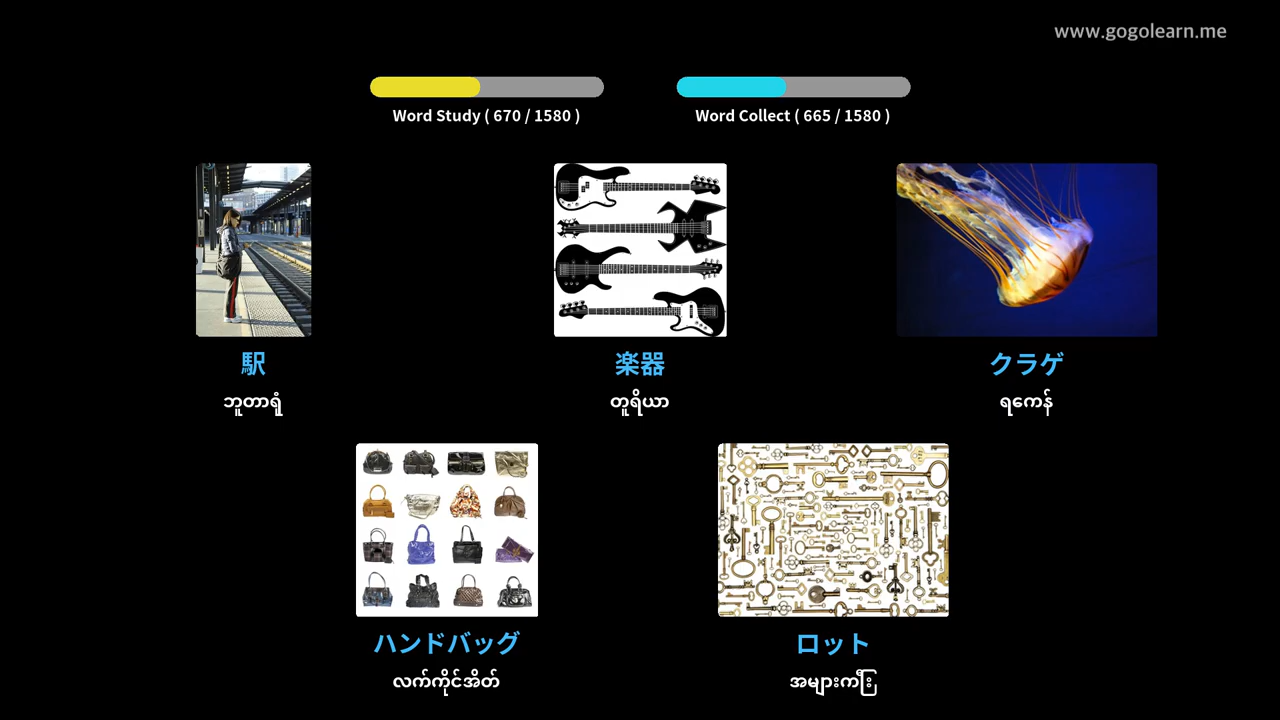 www.gogolearn.me
Word Study ( 670 / 1580 )
Word Collect ( 665 / 1580 )
駅
ဘူတာရုံ
楽器
တူရိယာ
クラゲ
ရကေန်
ハンドバッグ
လက်ကိုင်အိတ်
ロット
အများကြီး